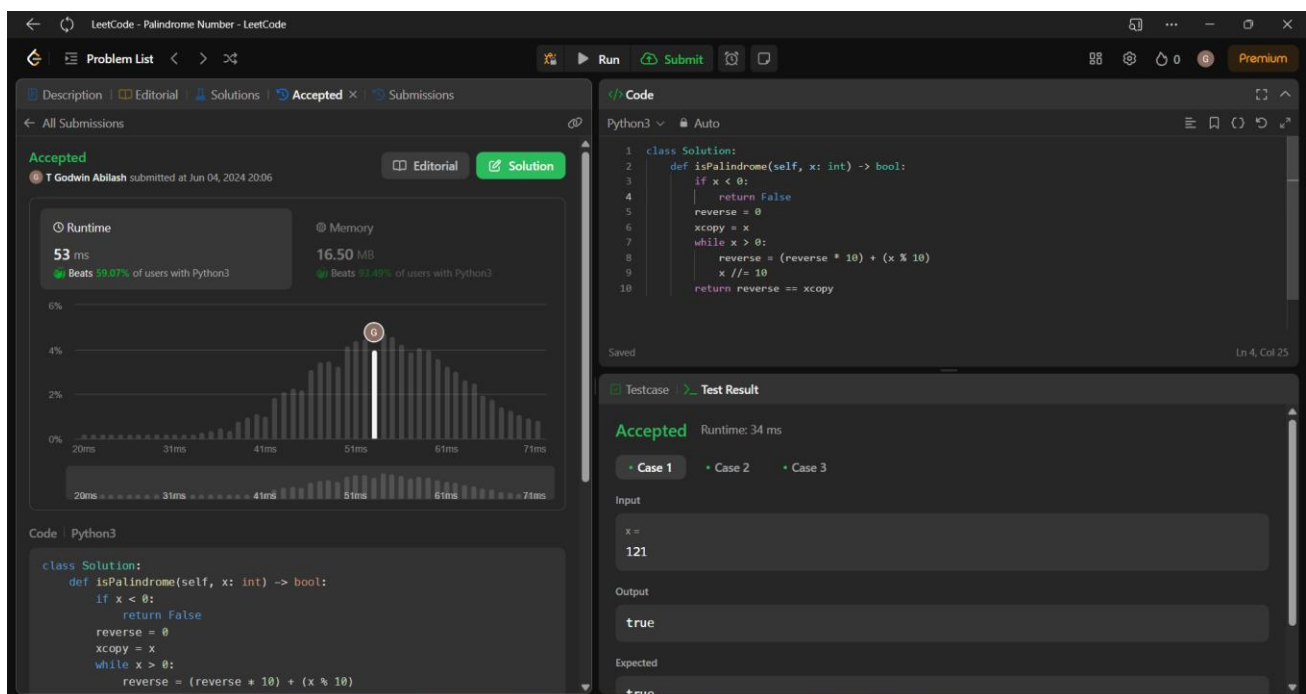 LeetCode - Palindrome Number - LeetCode
Problem List
Run
Submit
0
G
Premium
Description
Editorial
Solutions
Accepted
Submissions
All Submissions
Accepted
G T Godwin Abilash submitted at Jun 04, 2024 20:06
Editorial
Solution
Runtime
53 ms
Beats 59.07% of users with Python3
Memory
16.50 MB
Beats 93.49% of users with Python3
6%
4%
2%
0%
G
20ms 31ms 41ms 51ms 61ms 71ms
20ms 31ms 41ms 51ms 61ms 71ms
Code | Python3
class Solution:
def isPalindrome(self, x: int) -> bool:
if x < 0:
return False
reverse = 0
xcopy = x
while x > 0:
reverse = (reverse * 10) + (x % 10)
</> Code
Python3
Auto
1 class Solution:
2 def isPalindrome(self, x: int) -> bool:
3 if x < 0:
4 return False
5 reverse = 0
6 xcopy = x
7 while x > 0:
8 reverse = (reverse * 10) + (x % 10)
9 x //= 10
10 return reverse == xcopy
Saved
Ln 4, Col 25
Testcase
>_ Test Result
Accepted Runtime: 34 ms
• Case 1 • Case 2 • Case 3
Input
x =
121
Output
true
Expected
true